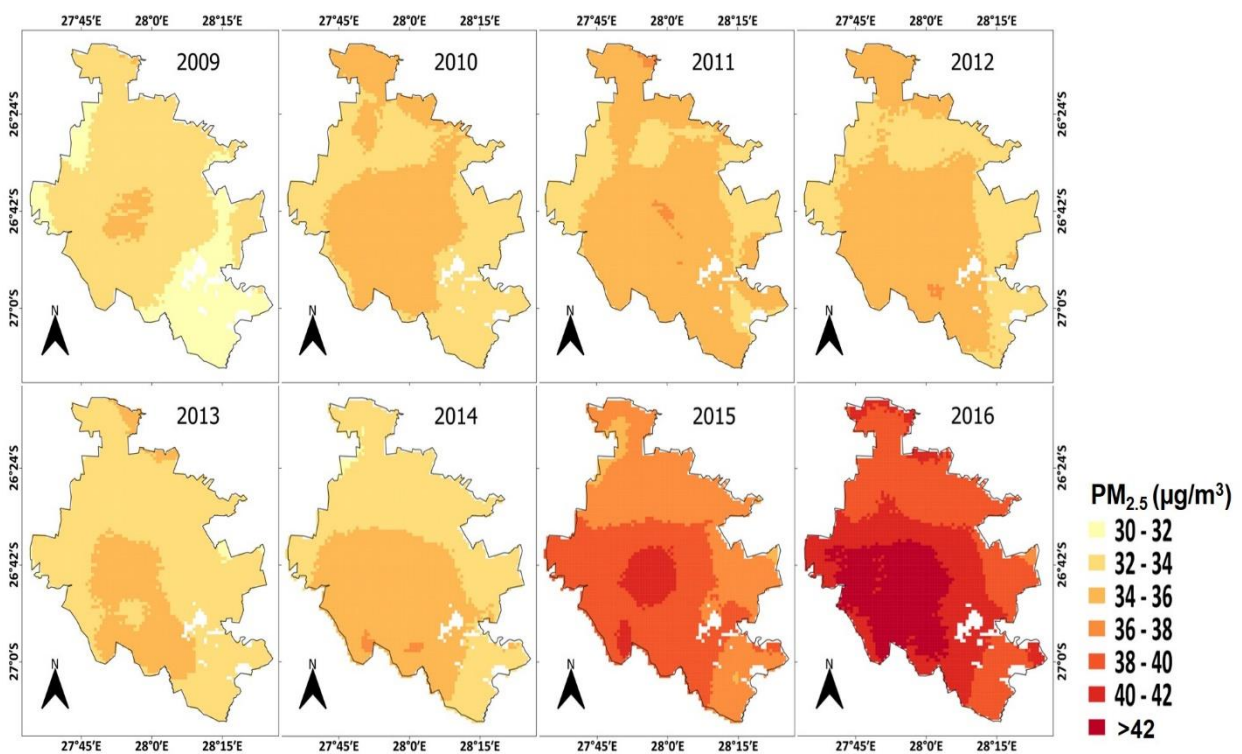 27°45'E 28°0'E 28°15'E 27°45'E 28°0'E 28°15'E 27°45'E 28°0'E 28°15'E 27°45'E 28°0'E 28°15'E
2009 2010 2011 2012
26°24'S 26°24'S
26°42'S 26°42'S
27°0'S 27°0'S
N N N N
2013 2014 2015 2016
26°24'S 26°24'S
26°42'S 26°42'S
27°0'S 27°0'S
N N N N
27°45'E 28°0'E 28°15'E 27°45'E 28°0'E 28°15'E 27°45'E 28°0'E 28°15'E 27°45'E 28°0'E 28°15'E
PM2.5 (µg/m³)
30 - 32
32 - 34
34 - 36
36 - 38
38 - 40
40 - 42
>42